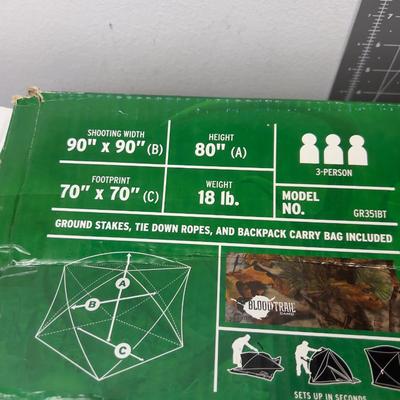 SHOOTING WIDTH
90" x 90" (B)
HEIGHT
80" (A)
3-PERSON
FOOTPRINT
70" x 70" (C)
WEIGHT
18 lb.
MODEL
NO.
GR351BT
GROUND STAKES, TIE DOWN ROPES, AND BACKPACK CARRY BAG INCLUDED
A
B
C
BLOOD TRAIL
CAMO
SETS UP IN SECONDS